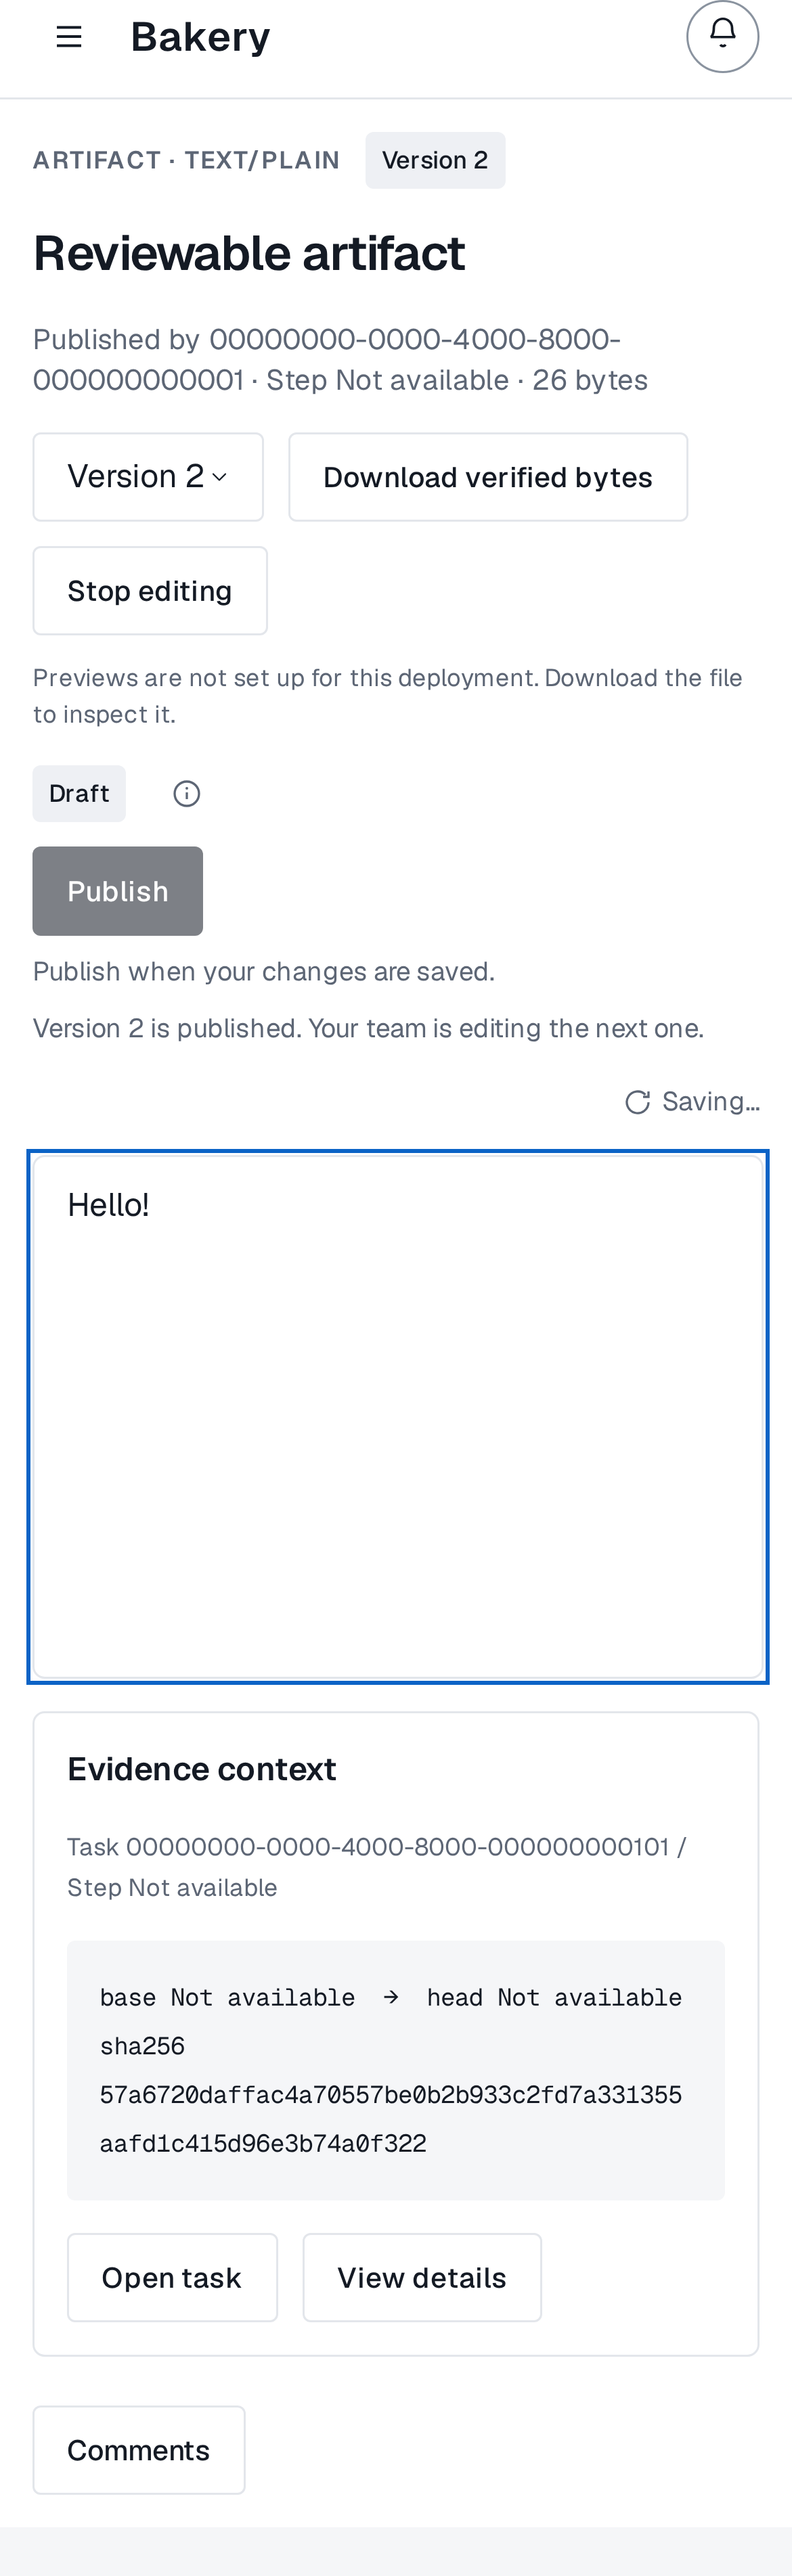 Bakery
ARTIFACT · TEXT/PLAIN
Version 2
Reviewable artifact
Published by 00000000-0000-4000-8000-
000000000001 · Step Not available · 26 bytes
Version 2
Download verified bytes
Stop editing
Previews are not set up for this deployment. Download the file
to inspect it.
Draft
Publish
Publish when your changes are saved.
Version 2 is published. Your team is editing the next one.
Saving…
Hello!
Evidence context
Task 00000000-0000-4000-8000-000000000101 /
Step Not available
base Not available → head Not available
sha256
57a6720daffac4a70557be0b2b933c2fd7a331355
aafd1c415d96e3b74a0f322
Open task
View details
Comments